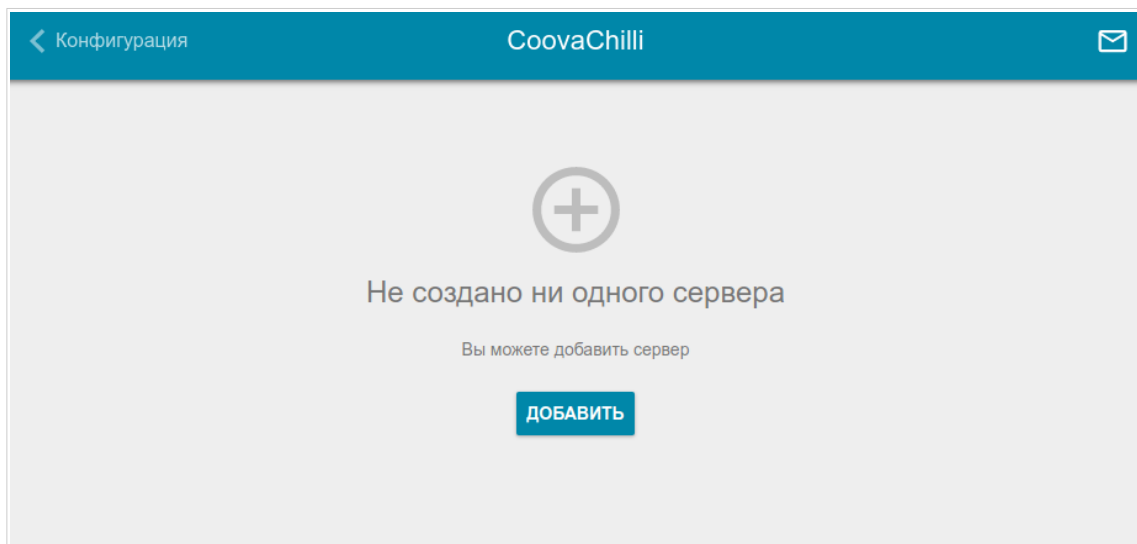 Конфигурация
CoovaChilli
Не создано ни одного сервера
Вы можете добавить сервер
ДОБАВИТЬ